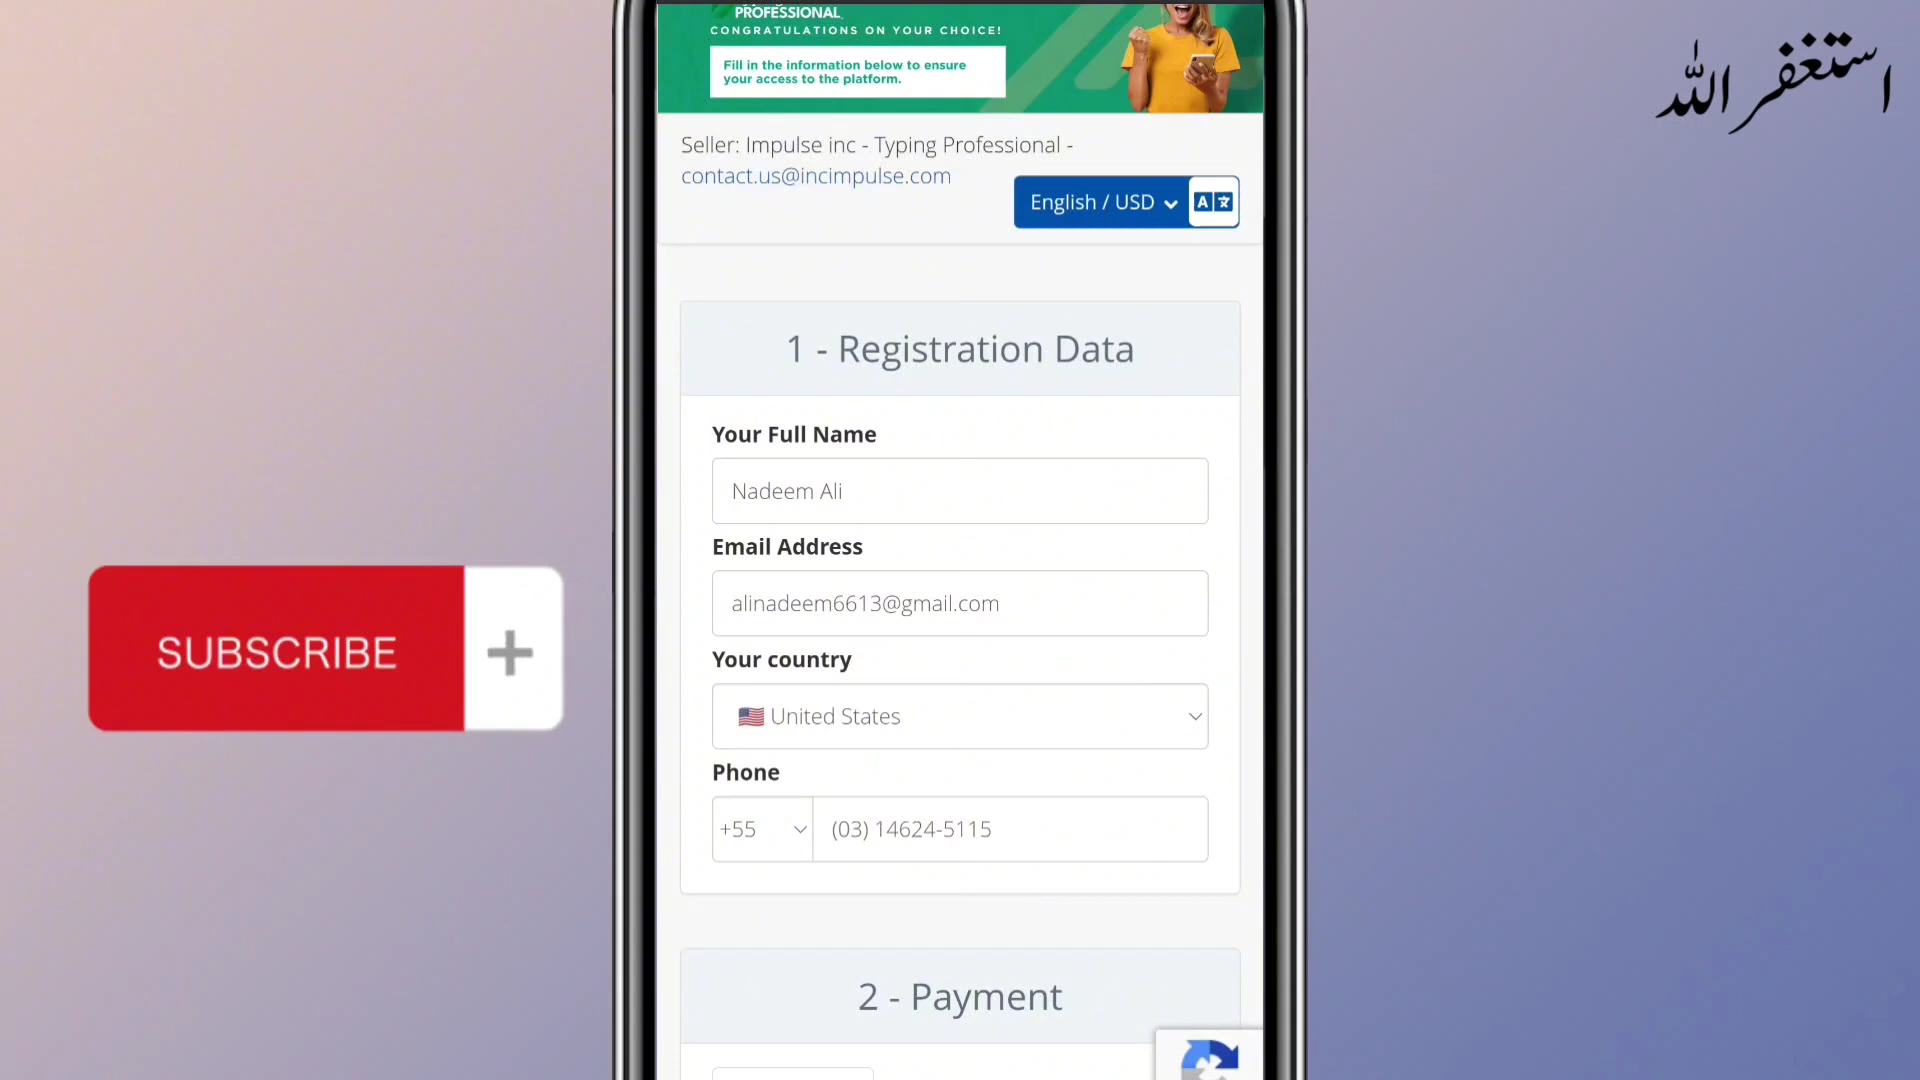 PROFESSIONAL
CONGRATULATIONS ON YOUR CHOICE!
Fill in the information below to ensure
your access to the platform.
استغفر الله
Seller: Impulse inc - Typing Professional -
contact.us@incimpulse.com
English / USD
1 - Registration Data
Your Full Name
Nadeem Ali
Email Address
alinadeem6613@gmail.com
Your country
United States
Phone
+55 (03) 14624-5115
SUBSCRIBE +
2 - Payment